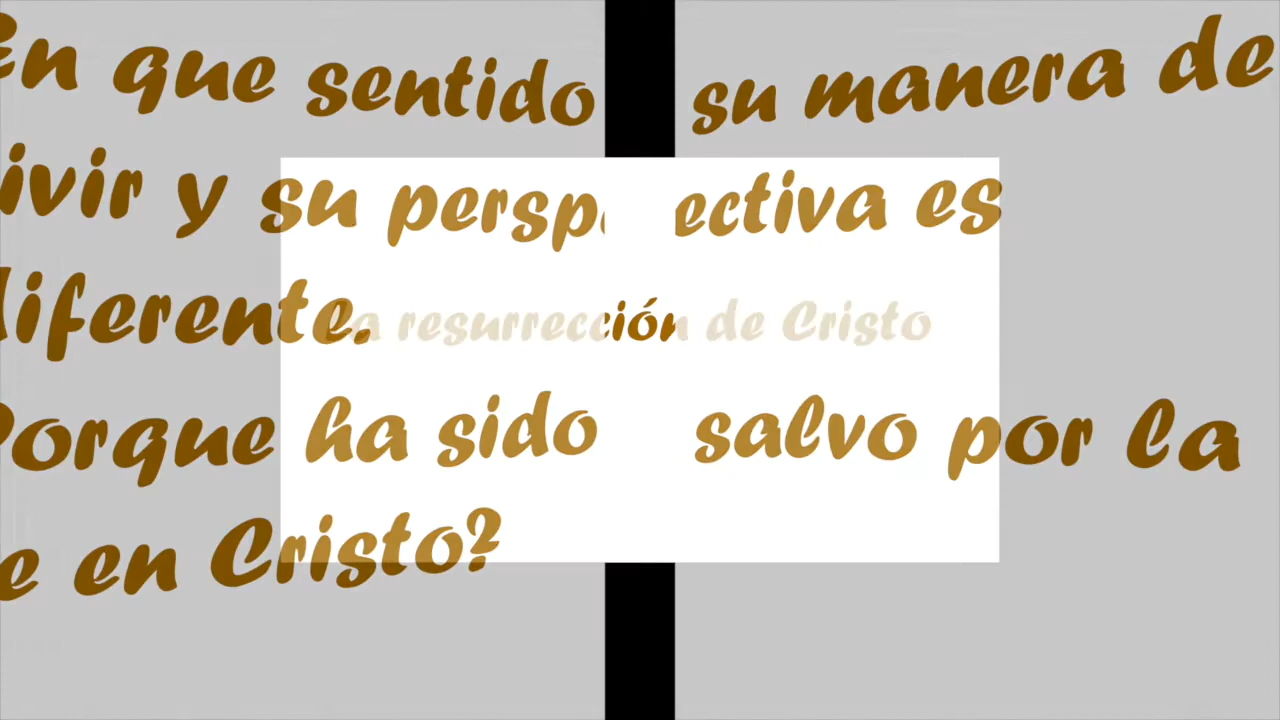 En que sentido su manera de
vivir y su perspectiva es
diferente.
La resurrección de Cristo
Porque ha sido salvo por la
e en Cristo?